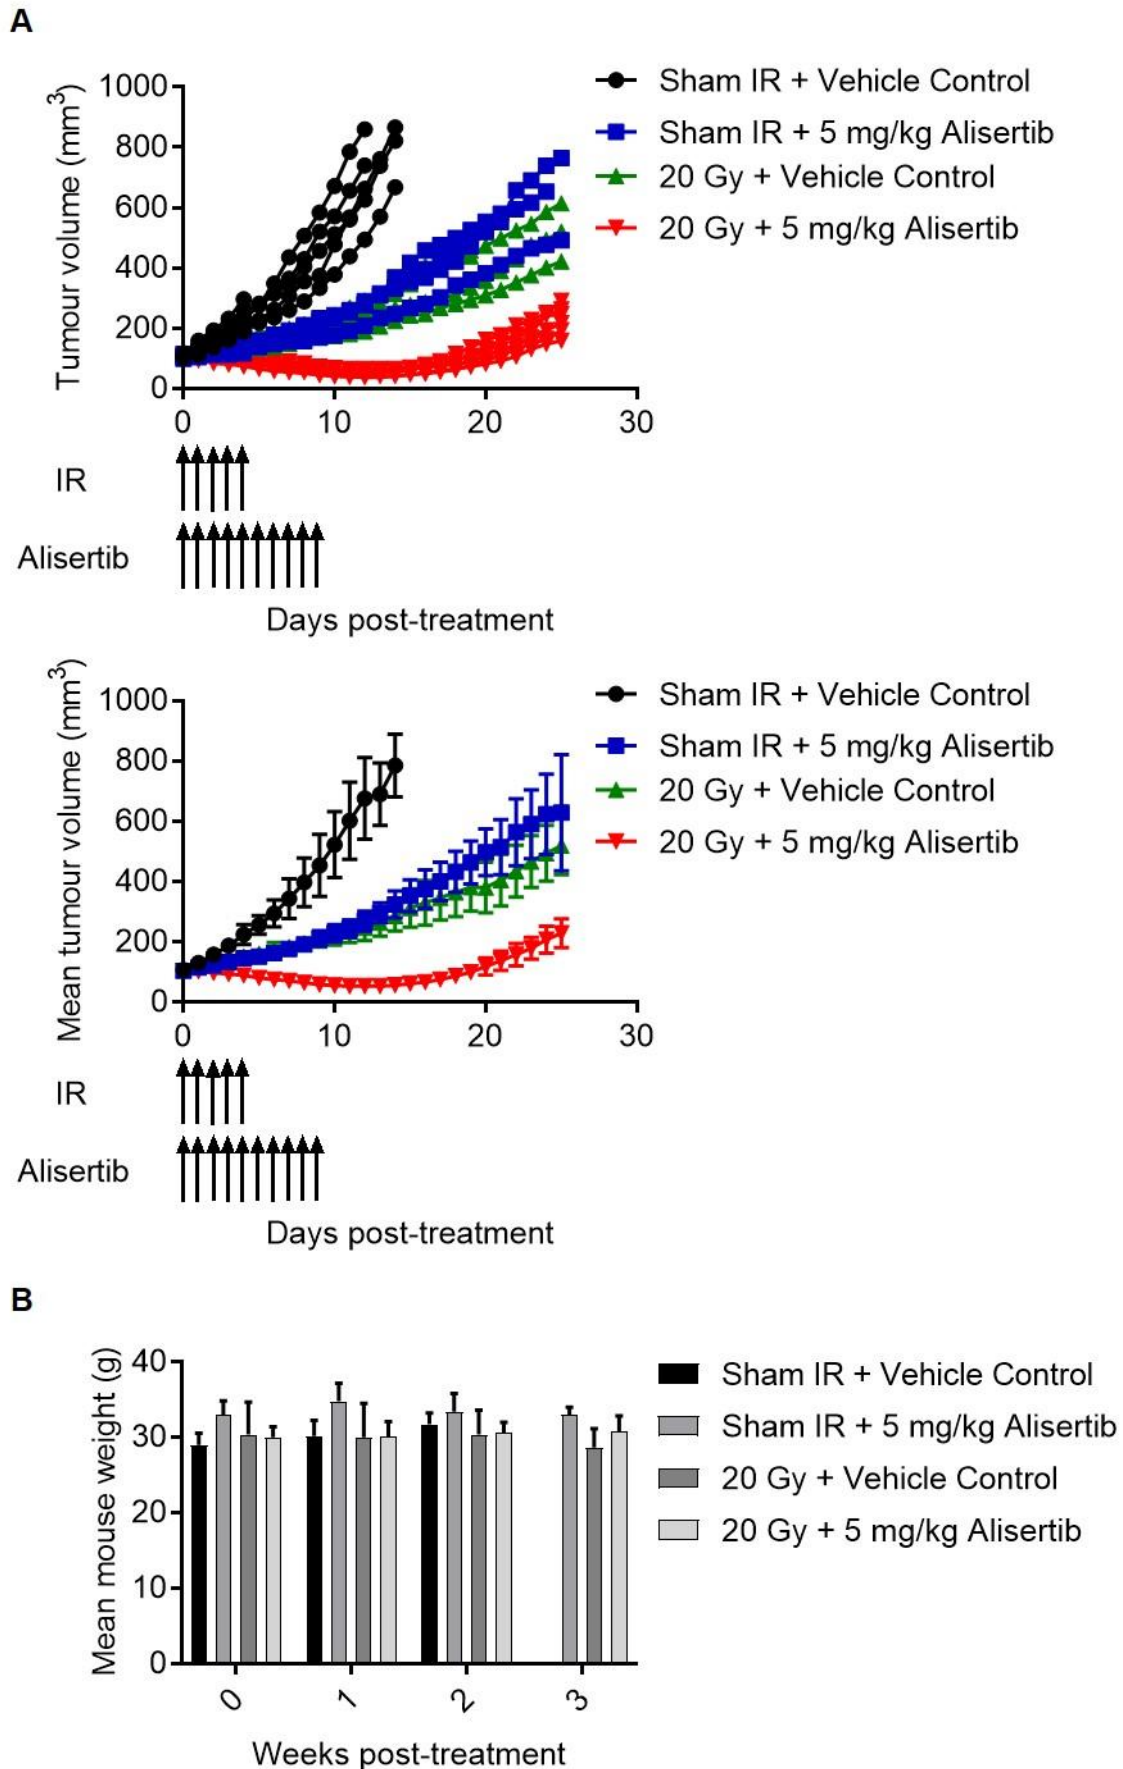 A
Tumour volume (mm³)
1000
800
600
400
200
0
0 10 20 30
Sham IR + Vehicle Control
Sham IR + 5 mg/kg Alisertib
20 Gy + Vehicle Control
20 Gy + 5 mg/kg Alisertib
IR
Alisertib
Days post-treatment
Mean tumour volume (mm³)
1000
800
600
400
200
0
0 10 20 30
Sham IR + Vehicle Control
Sham IR + 5 mg/kg Alisertib
20 Gy + Vehicle Control
20 Gy + 5 mg/kg Alisertib
IR
Alisertib
Days post-treatment
B
Mean mouse weight (g)
40
30
20
10
0
0 1 2 3
Sham IR + Vehicle Control
Sham IR + 5 mg/kg Alisertib
20 Gy + Vehicle Control
20 Gy + 5 mg/kg Alisertib
Weeks post-treatment